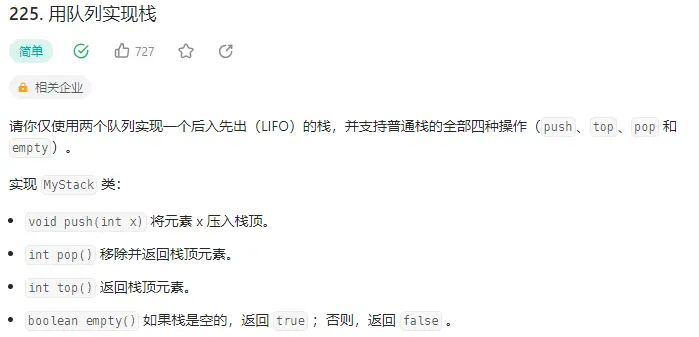 225. 用队列实现栈
简单 727
相关企业
请你仅使用两个队列实现一个后入先出（LIFO）的栈，并支持普通栈的全部四种操作（push、top、pop 和
empty）。
实现 MyStack 类：
void push(int x) 将元素 x 压入栈顶。
int pop() 移除并返回栈顶元素。
int top() 返回栈顶元素。
boolean empty() 如果栈是空的，返回 true ；否则，返回 false 。